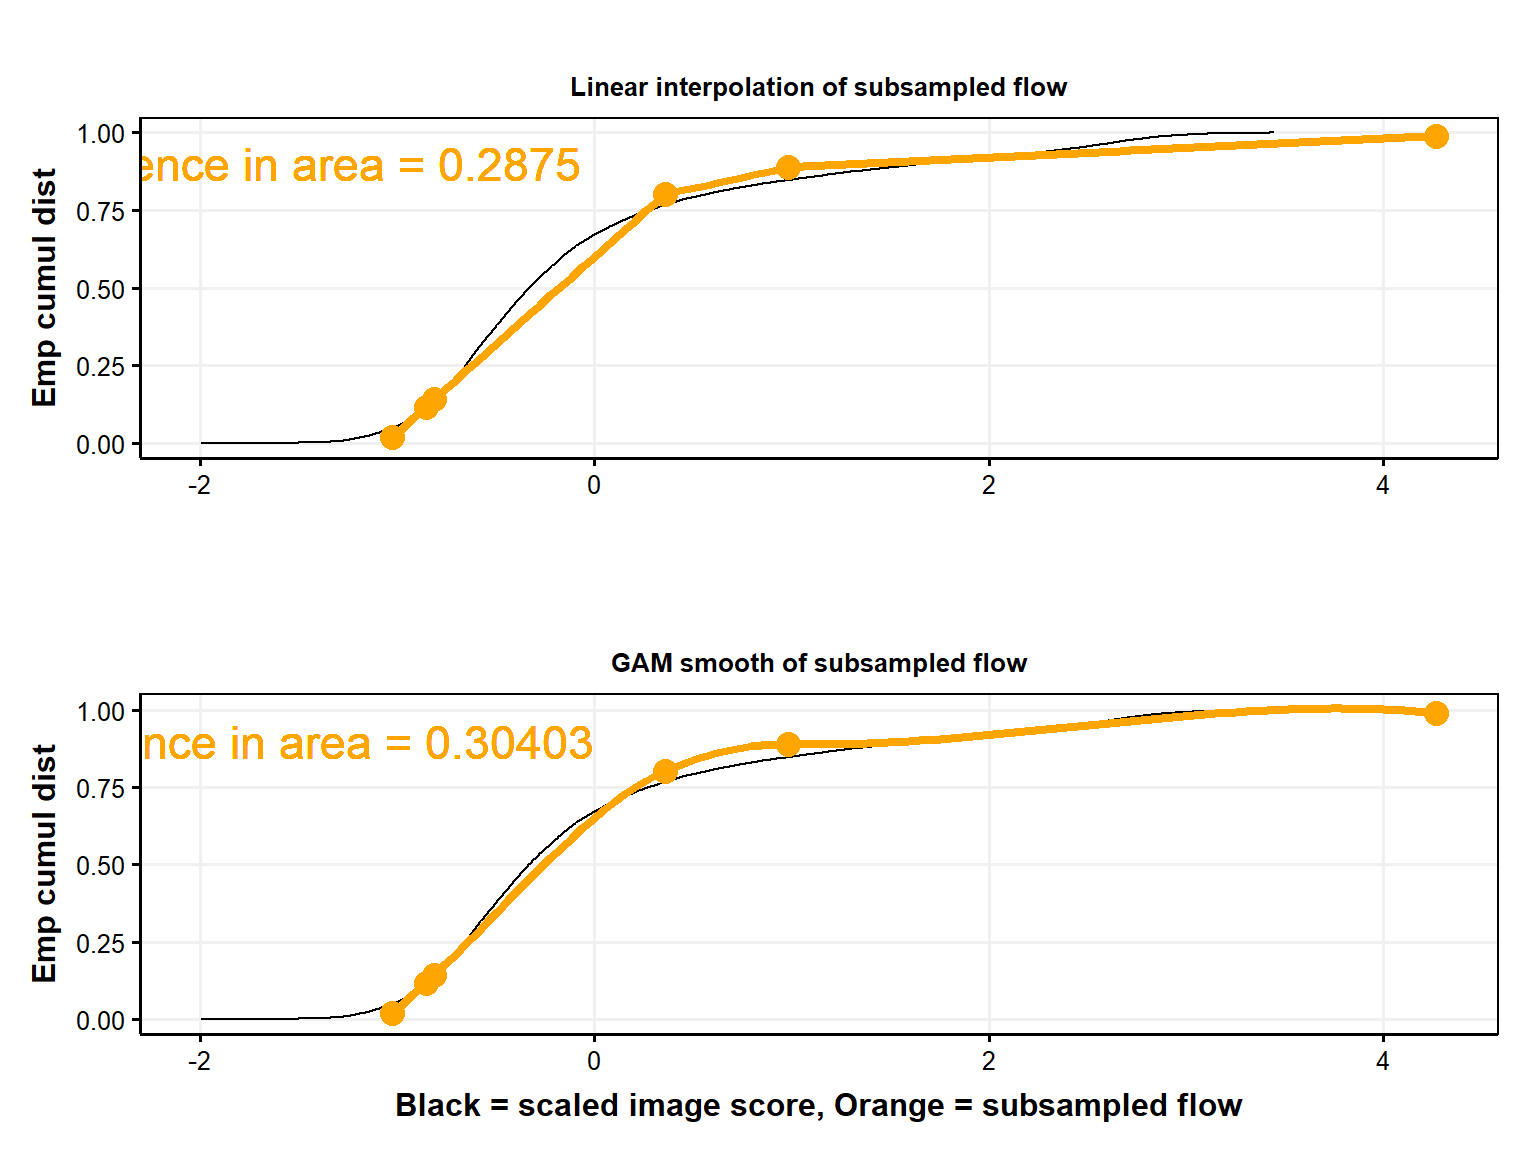 Linear interpolation of subsampled flow
ence in area = 0.2875
Emp cumul dist
1.00
0.75
0.50
0.25
0.00
-2 0 2 4
GAM smooth of subsampled flow
nce in area = 0.30403
Emp cumul dist
1.00
0.75
0.50
0.25
0.00
-2 0 2 4
Black = scaled image score, Orange = subsampled flow